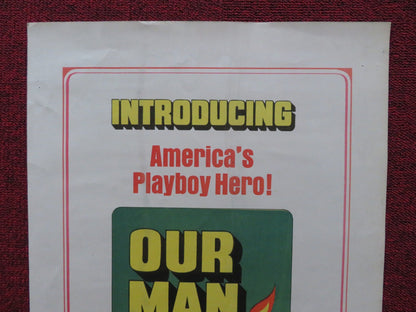 INTRODUCING
America's
Playboy Hero!
OUR
MAN